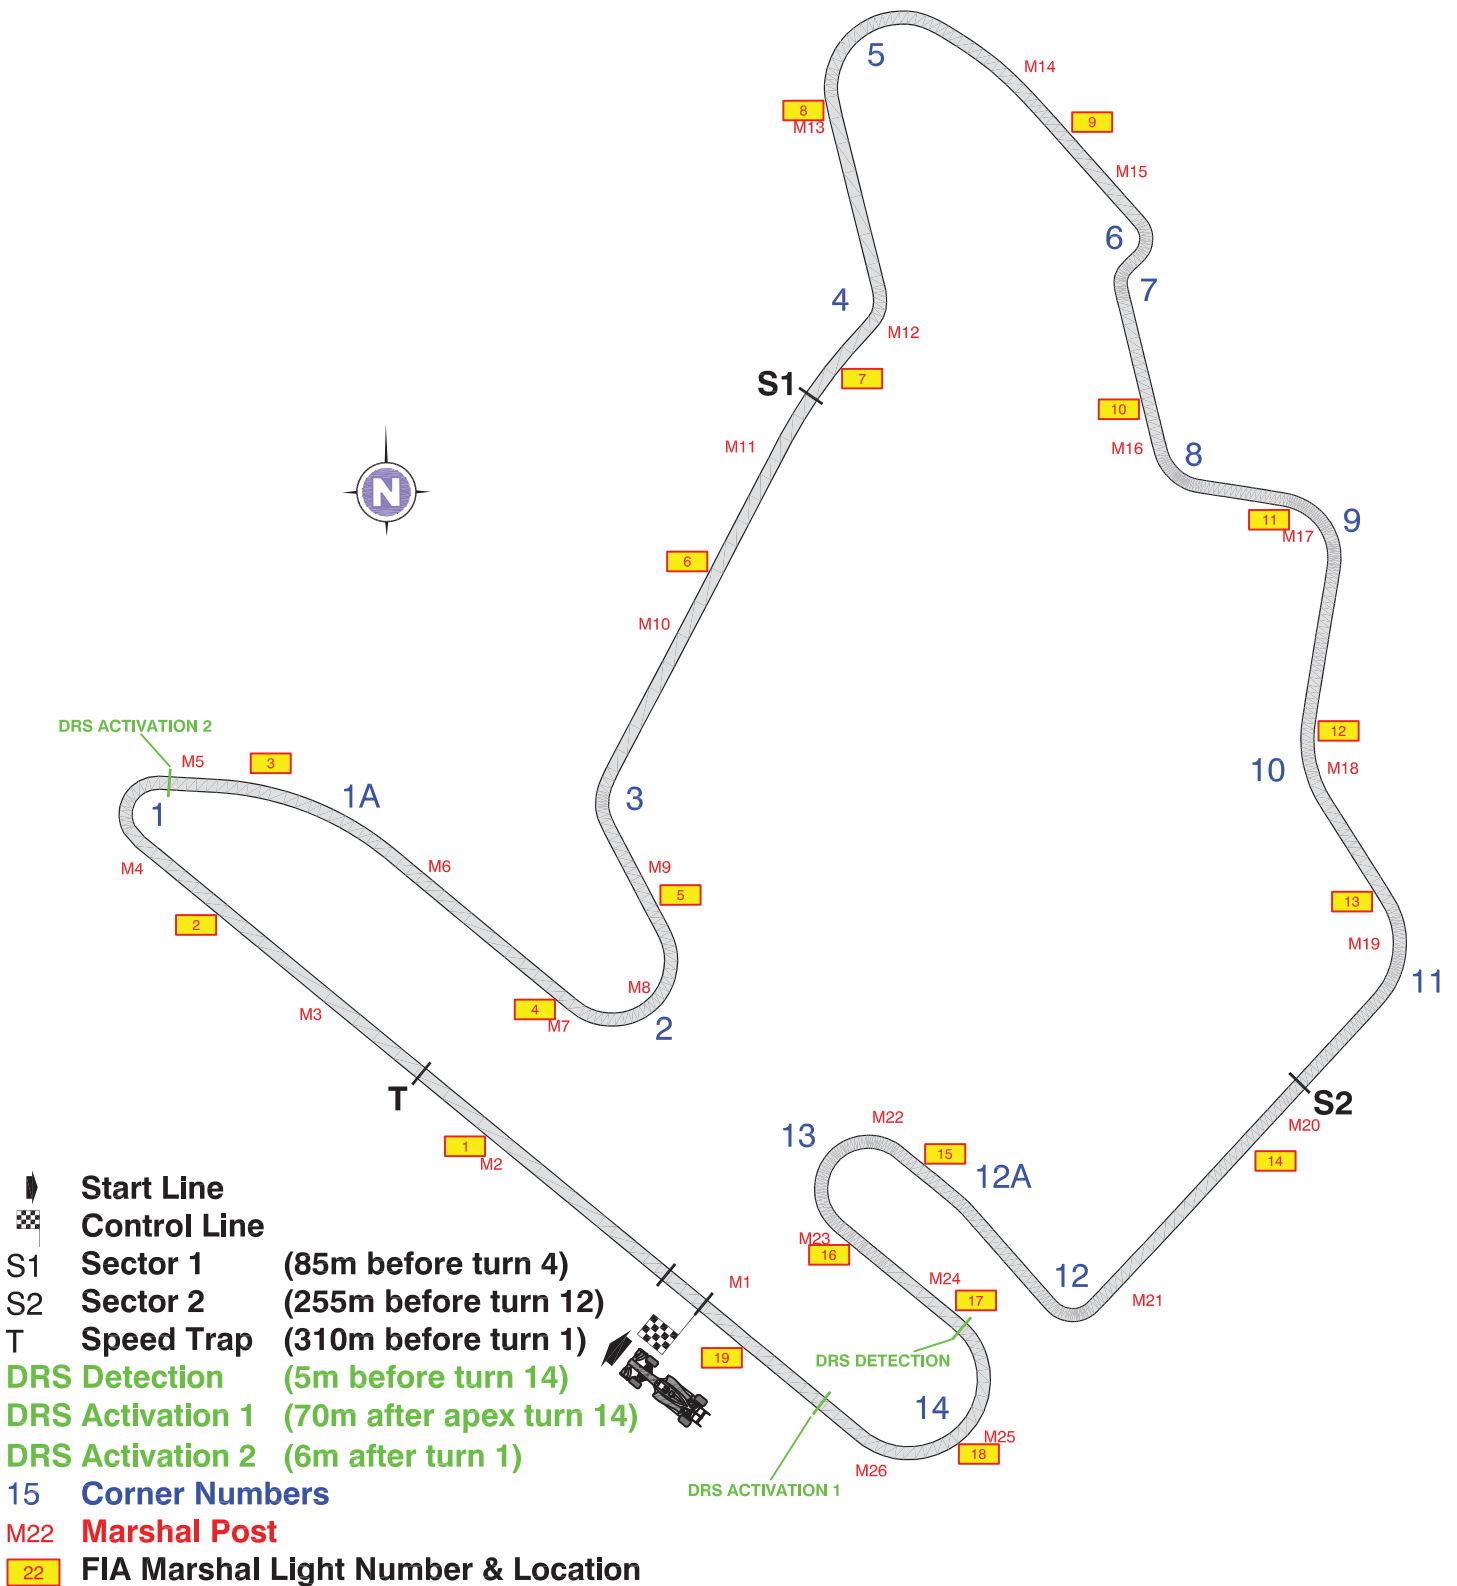 5
M14
8
M13
9
M15
6
7
4
M12
S1
7
M11
10
M16
8
N
11
M17
9
6
M10
DRS ACTIVATION 2
M5
3
1A
1
3
12
10
M18
M4
M6
M9
5
13
M19
2
11
M3
4
M7
M8
2
T
S2
M20
14
1
M2
13
M22
15
12A
M23
16
M24
17
12
M21
M1
19
DRS DETECTION
14
M25
18
M26
DRS ACTIVATION 1
Start Line
Control Line
S1 Sector 1 (85m before turn 4)
S2 Sector 2 (255m before turn 12)
T Speed Trap (310m before turn 1)
DRS Detection (5m before turn 14)
DRS Activation 1 (70m after apex turn 14)
DRS Activation 2 (6m after turn 1)
15 Corner Numbers
M22 Marshal Post
22 FIA Marshal Light Number & Location